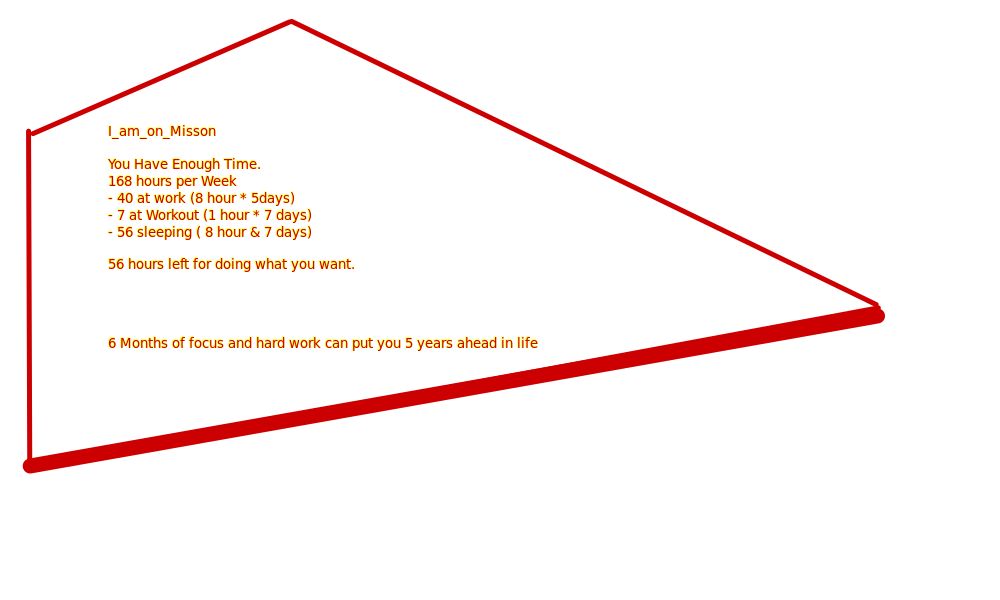 I_am_on_Misson
You Have Enough Time.
168 hours per Week
- 40 at work (8 hour * 5days)
- 7 at Workout (1 hour * 7 days)
- 56 sleeping ( 8 hour & 7 days)
56 hours left for doing what you want.
6 Months of focus and hard work can put you 5 years ahead in life